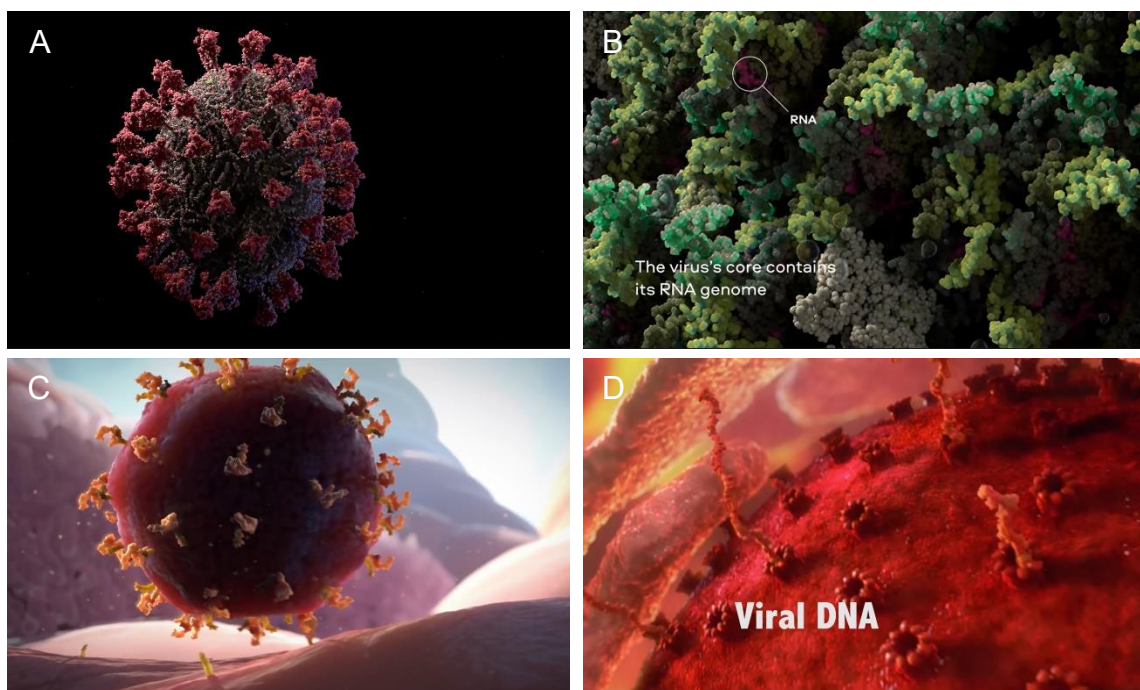 A
B
RNA
The virus's core contains
its RNA genome
C
D
Viral DNA